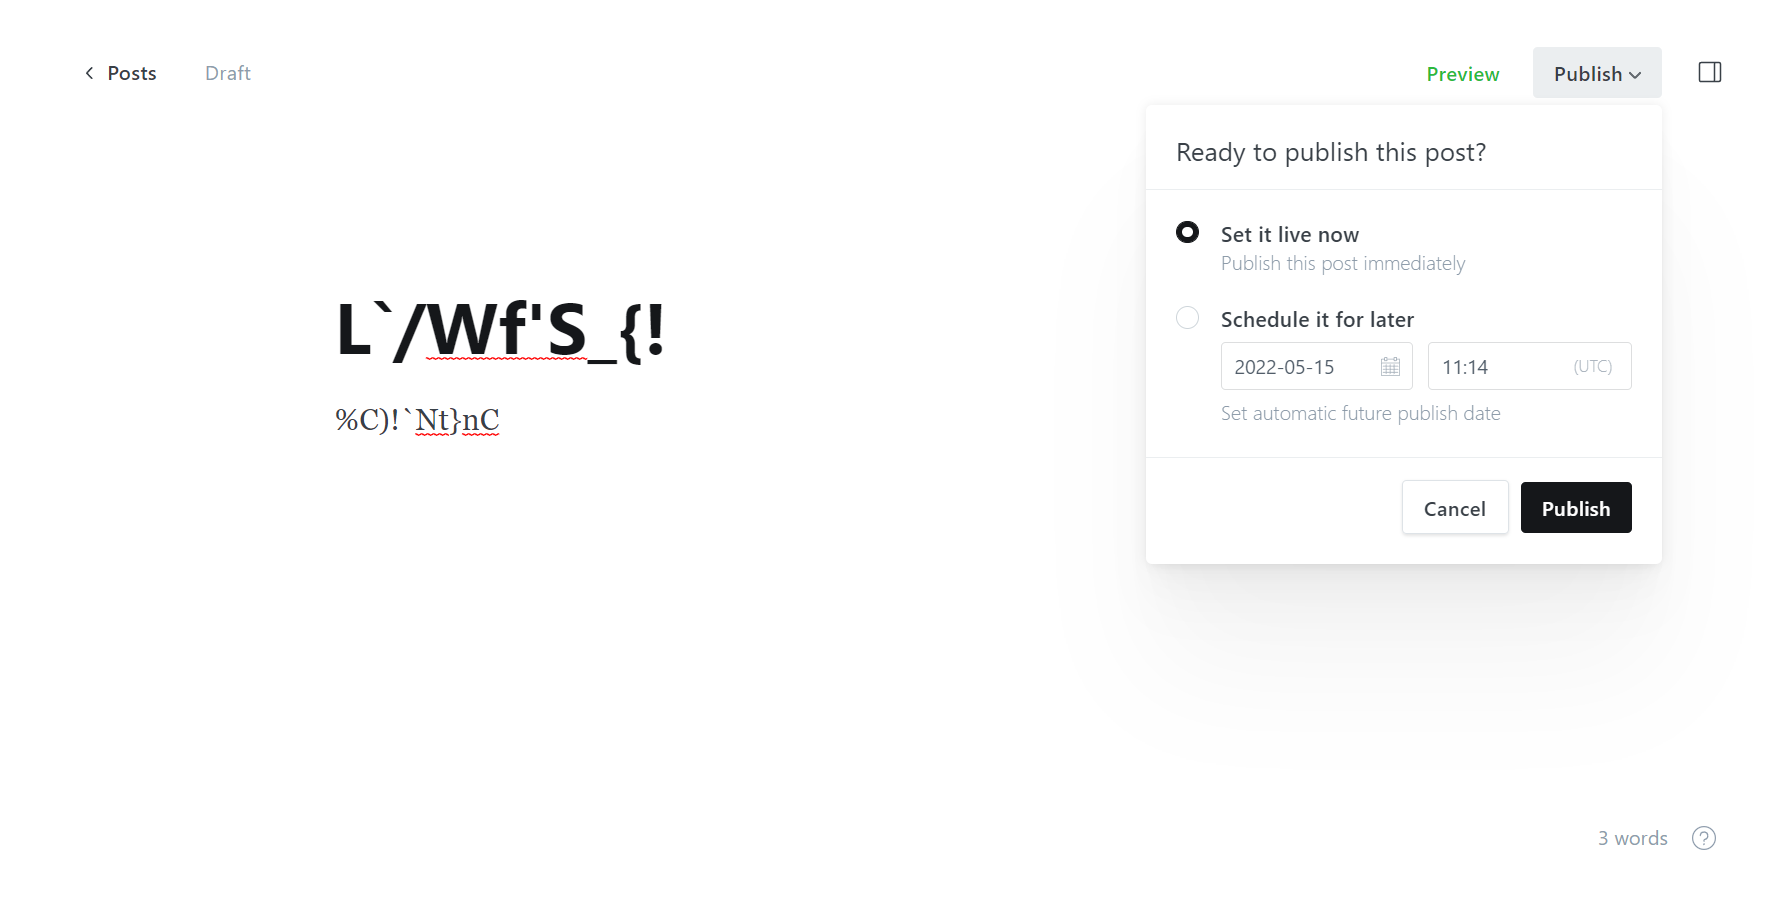 Posts
Draft
Preview
Publish
Ready to publish this post?
Set it live now
Publish this post immediately
L`/Wf'S_{!
Schedule it for later
2022-05-15
11:14
(UTC)
%C)!`Nt}nC
Set automatic future publish date
Cancel
Publish
3 words
?